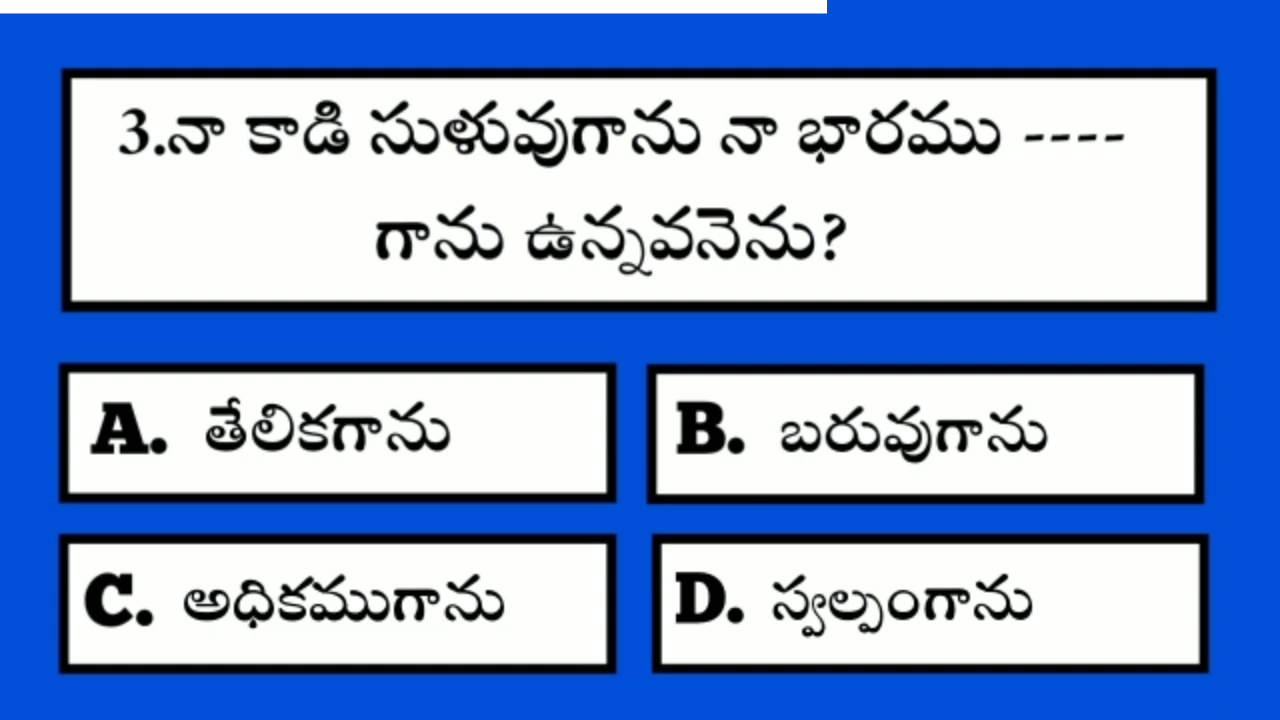 3.నా కాడి సుళువుగాను నా భారము ----
గాను ఉన్నవనెను?
A. తేలికగాను
B. బరువుగాను
C. అధికముగాను
D. స్వల్పంగాను